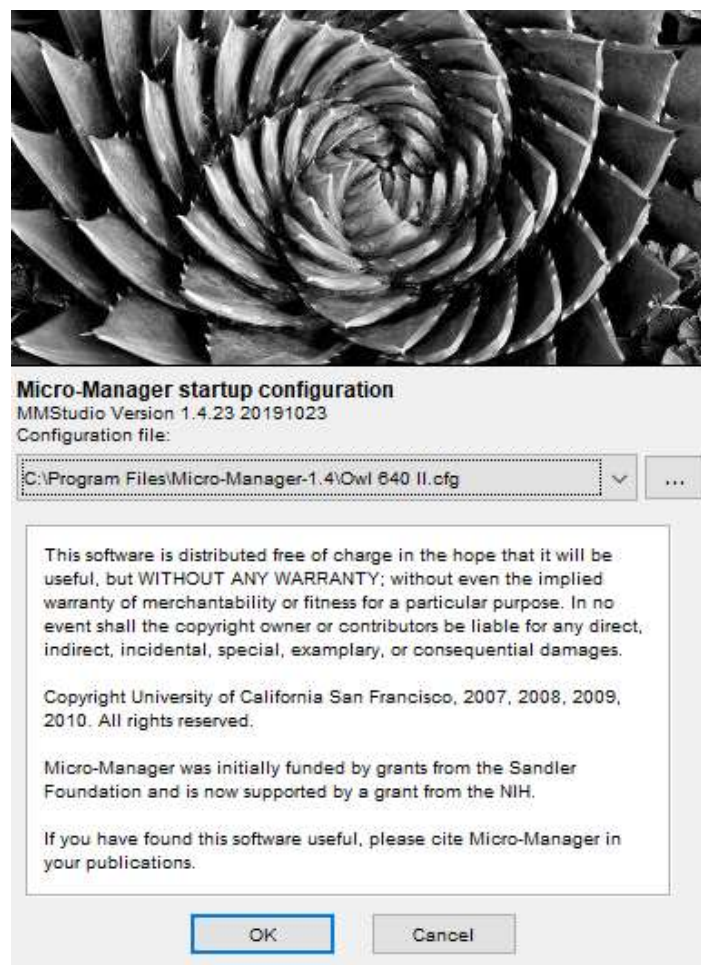 Micro-Manager startup configuration
MMStudio Version 1.4.23 20191023
Configuration file:
C:\Program Files\Micro-Manager-1.4\Owl 640 II.cfg
...
This software is distributed free of charge in the hope that it will be
useful, but WITHOUT ANY WARRANTY; without even the implied
warranty of merchantability or fitness for a particular purpose. In no
event shall the copyright owner or contributors be liable for any direct,
indirect, incidental, special, examplary, or consequential damages.
Copyright University of California San Francisco, 2007, 2008, 2009,
2010. All rights reserved.
Micro-Manager was initially funded by grants from the Sandler
Foundation and is now supported by a grant from the NIH.
If you have found this software useful, please cite Micro-Manager in
your publications.
OK Cancel